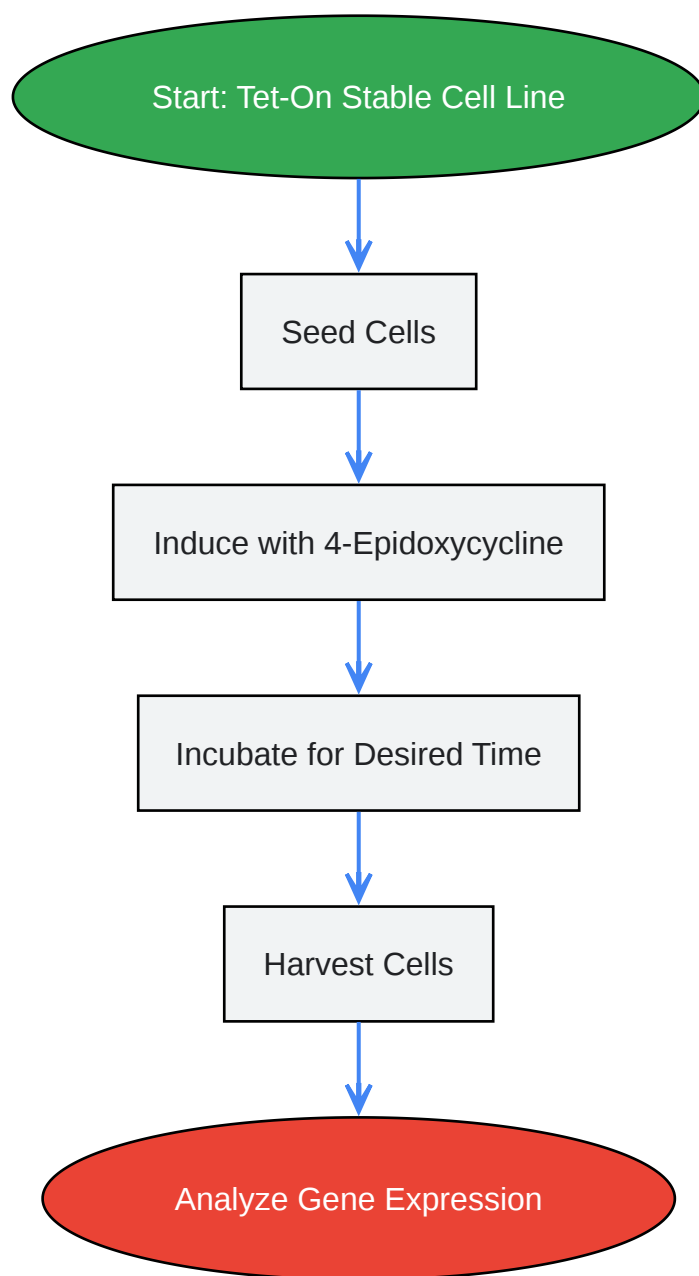 Start: Tet-On Stable Cell Line
Seed Cells
Induce with 4-Epidoxycycline
Incubate for Desired Time
Harvest Cells
Analyze Gene Expression